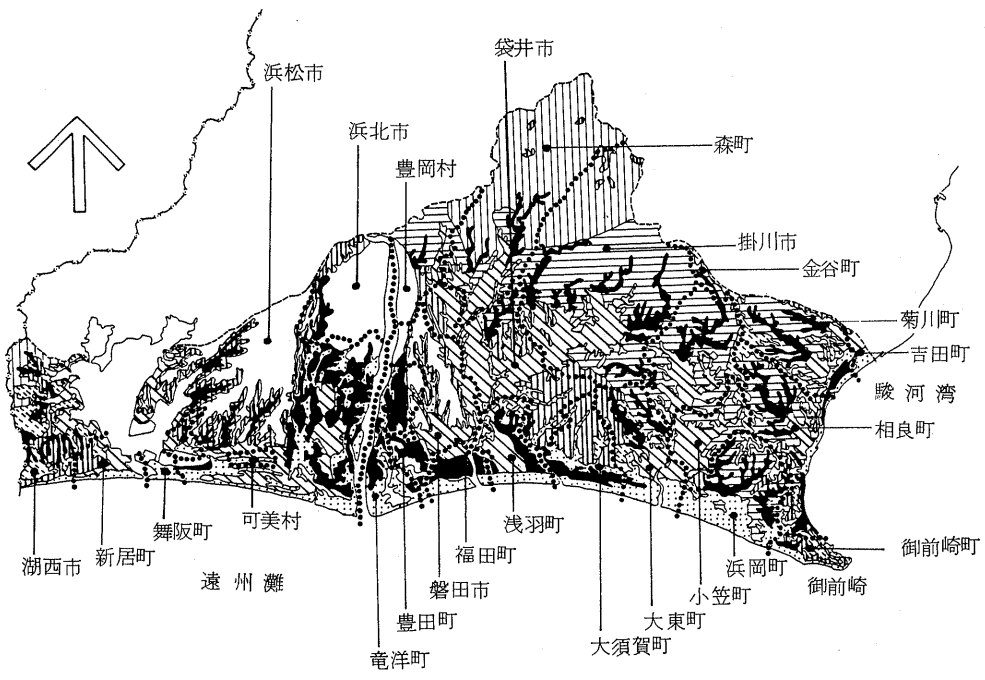 袋井市
浜松市
浜北市
豊岡村
森町
掛川市
金谷町
菊川町
吉田町
駿河湾
相良町
御前崎町
御前崎
浜岡町
小笠町
大東町
大須賀町
浅羽町
福田町
磐田市
豊田町
竜洋町
可美村
舞阪町
新居町
湖西市
遠州灘